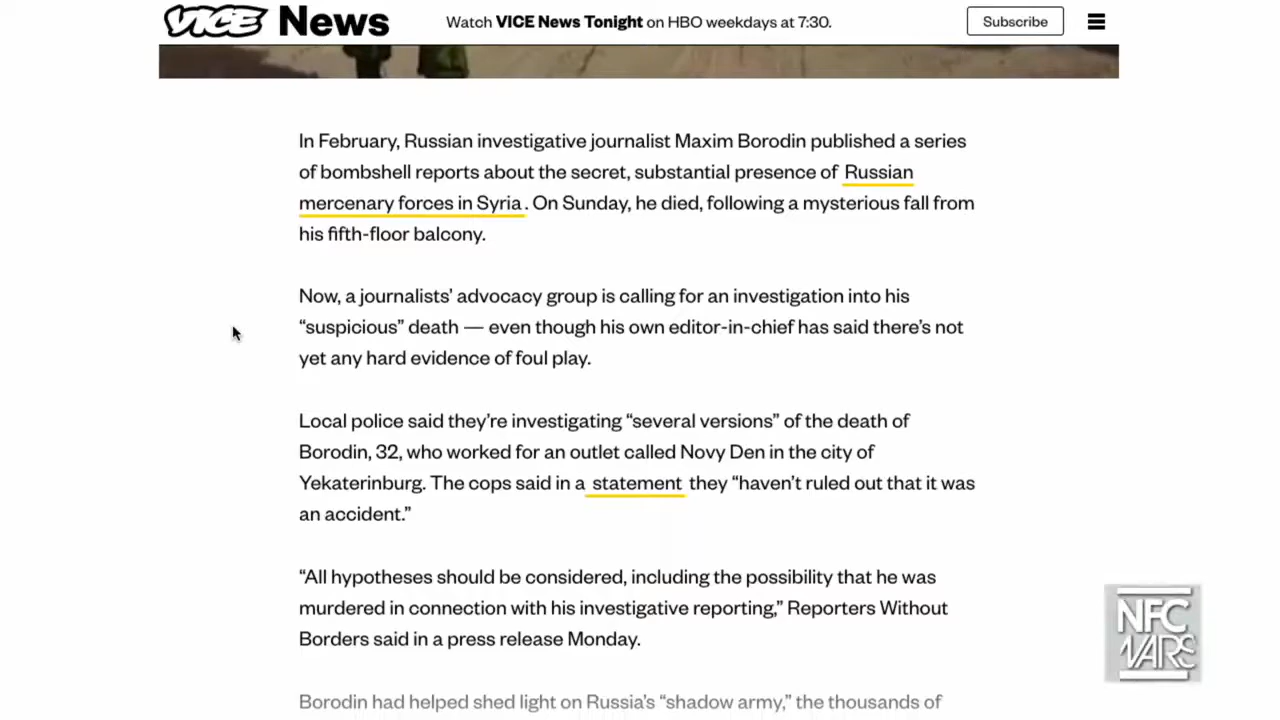 VICE News
Watch VICE News Tonight on HBO weekdays at 7:30.
Subscribe
In February, Russian investigative journalist Maxim Borodin published a series
of bombshell reports about the secret, substantial presence of Russian
mercenary forces in Syria. On Sunday, he died, following a mysterious fall from
his fifth-floor balcony.
Now, a journalists’ advocacy group is calling for an investigation into his
“suspicious” death — even though his own editor-in-chief has said there’s not
yet any hard evidence of foul play.
Local police said they’re investigating “several versions” of the death of
Borodin, 32, who worked for an outlet called Novy Den in the city of
Yekaterinburg. The cops said in a statement they “haven’t ruled out that it was
an accident.”
“All hypotheses should be considered, including the possibility that he was
murdered in connection with his investigative reporting,” Reporters Without
Borders said in a press release Monday.
Borodin had helped shed light on Russia’s “shadow army,” the thousands of
WARS